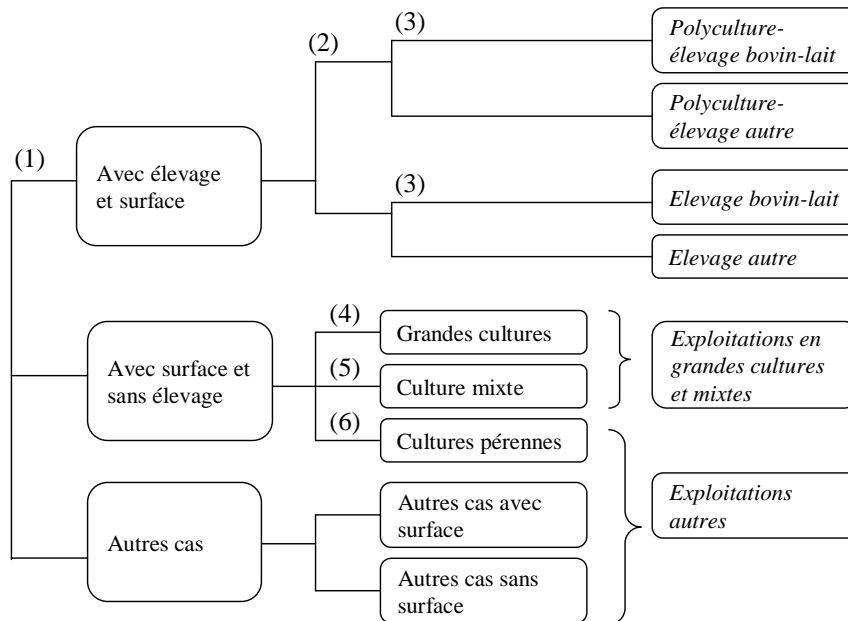 (1)
Avec élevage
et surface
(2)
(3)
Polyculture-
élevage bovin-lait
Polyculture-
élevage autre
(3)
Elevage bovin-lait
Elevage autre
Avec surface et
sans élevage
(4)
Grandes cultures
(5)
Culture mixte
(6)
Cultures pérennes
Exploitations en
grandes cultures
et mixtes
Autres cas
Autres cas avec
surface
Autres cas sans
surface
Exploitations
autres